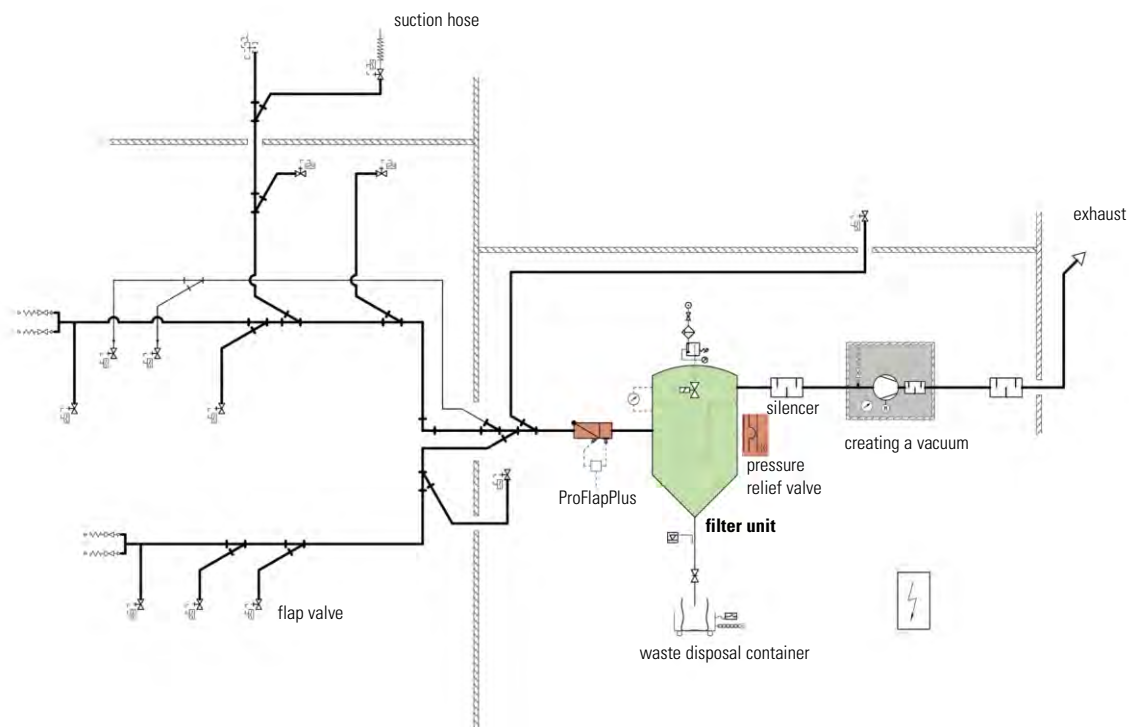 suction hose
exhaust
silencer
creating a vacuum
pressure
relief valve
ProFlapPlus
filter unit
flap valve
waste disposal container